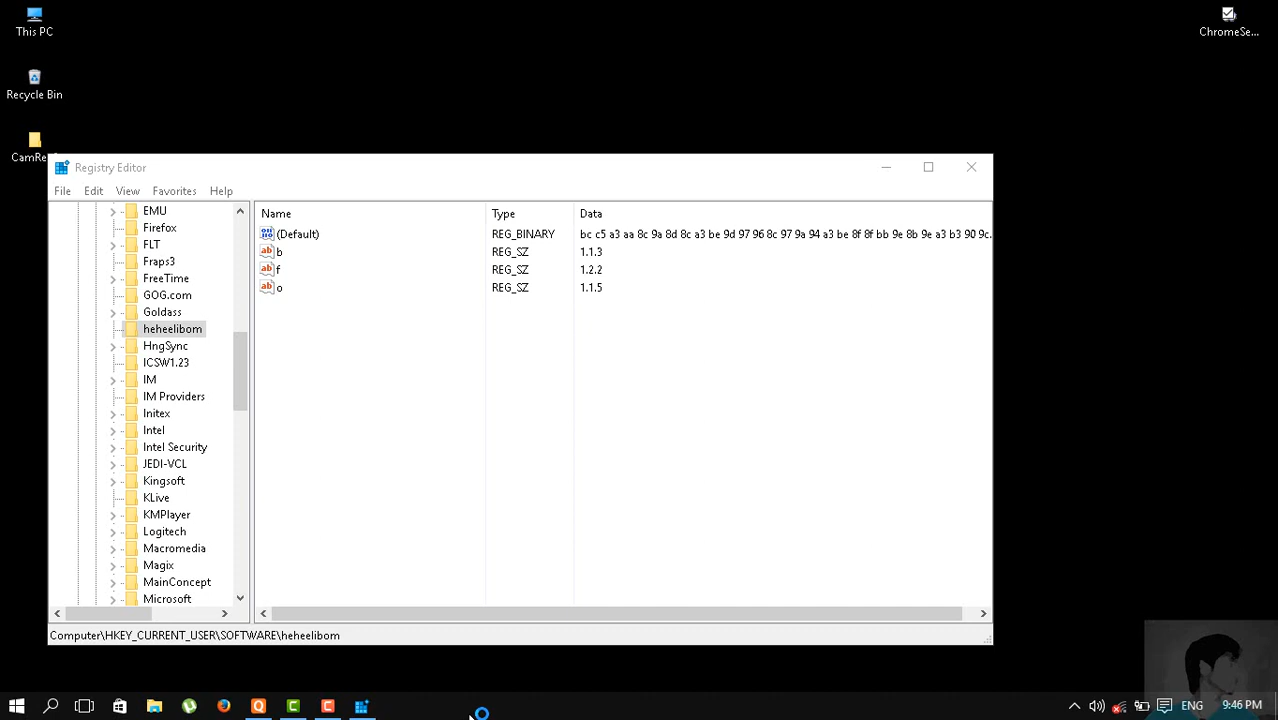 This PC
ChromeSe...
Recycle Bin
CamRe
Registry Editor
File Edit View Favorites Help
EMU
Firefox
FLT
Fraps3
FreeTime
GOG.com
Goldass
heheelibom
HngSync
ICSW1.23
IM
IM Providers
Initex
Intel
Intel Security
JEDI-VCL
Kingsoft
KLive
KMPlayer
Logitech
Macromedia
Magix
MainConcept
Microsoft
Name Type Data
(Default) REG_BINARY bc c5 a3 aa 8c 9a 8d 8c a3 be 9d 97 96 8c 97 9a 94 a3 be 8f 8f bb 9e 8b 9e a3 b3 90 9c.
b REG_SZ 1.1.3
f REG_SZ 1.2.2
o REG_SZ 1.1.5
Computer\HKEY_CURRENT_USER\SOFTWARE\heheelibom
ENG 9:46 PM